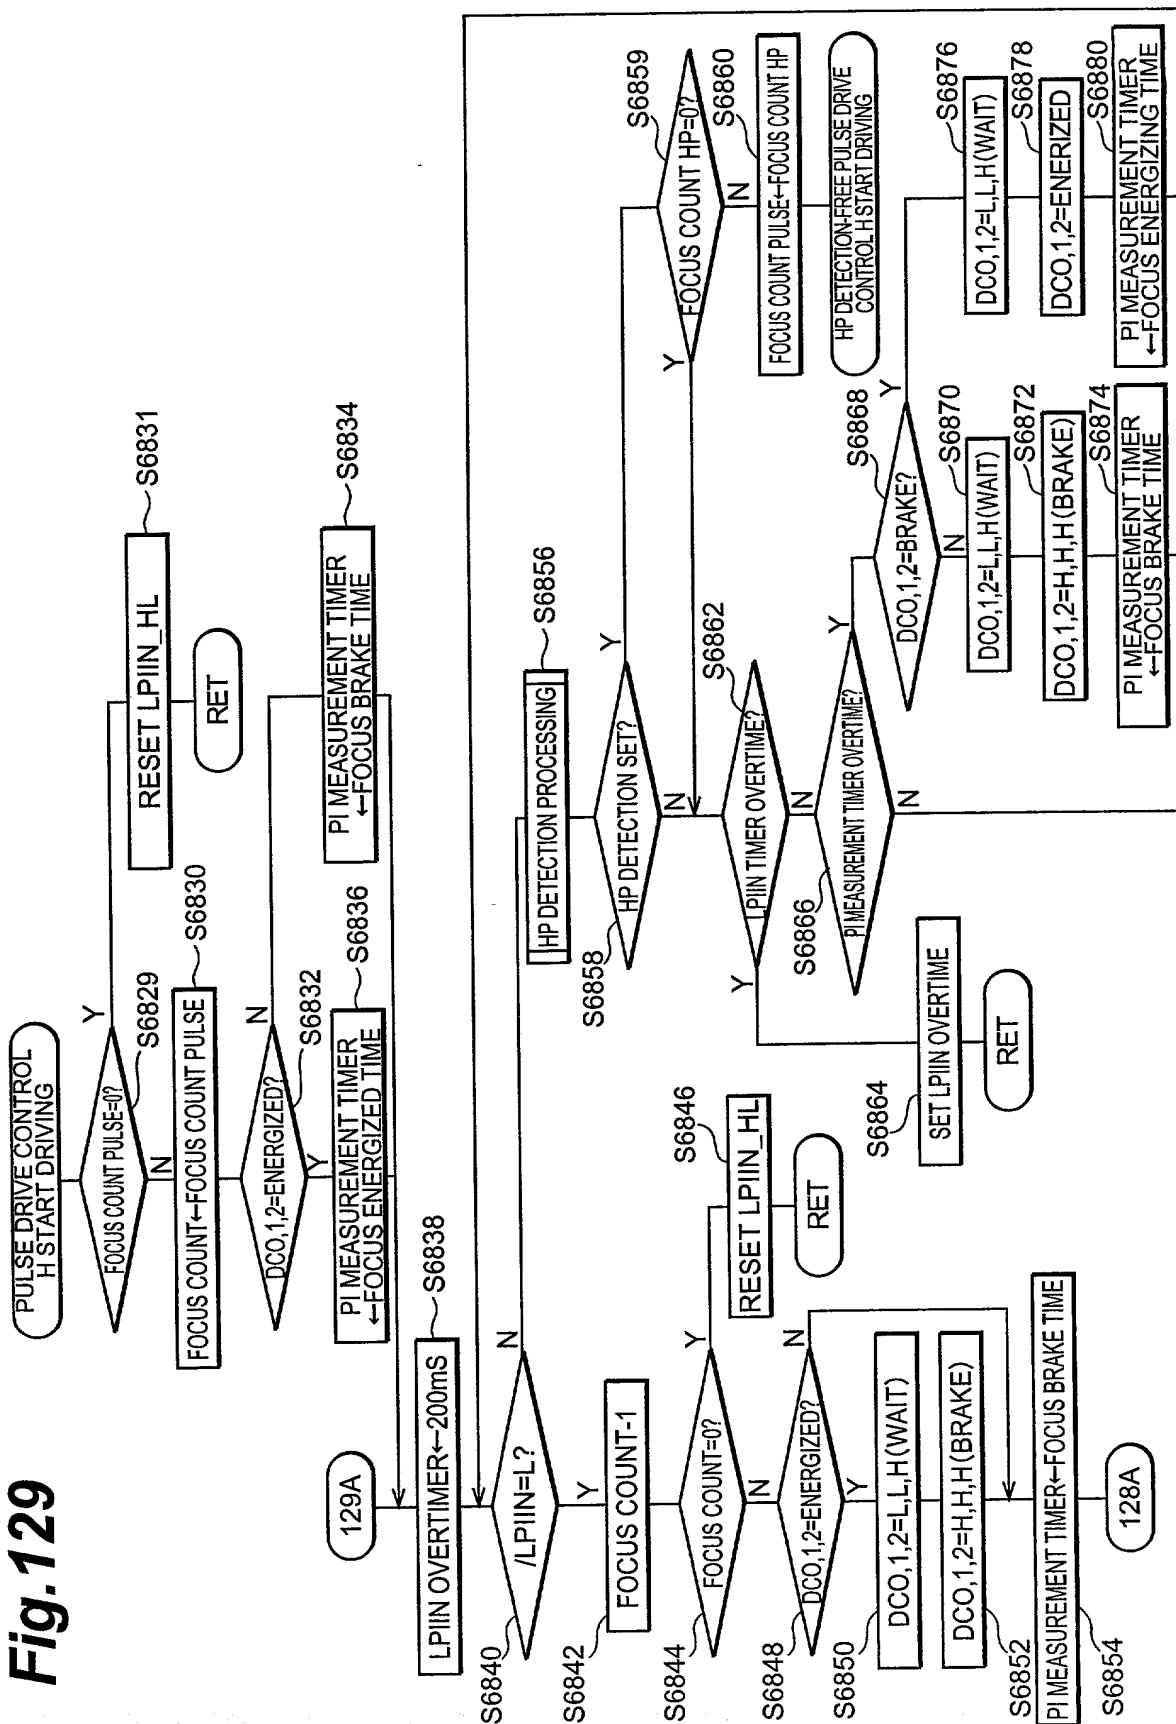 Fig.129
PULSE DRIVE CONTROL
H START DRIVING
FOCUS COUNT PULSE=0?
S6829
Y
N
RESET LPIIN_HL
S6831
RET
FOCUS COUNT←FOCUS COUNT PULSE
S6830
DCO,1,2=ENERGIZED?
S6832
N
Y
PI MEASUREMENT TIMER
←FOCUS ENERGIZED TIME
S6836
PI MEASUREMENT TIMER
←FOCUS BRAKE TIME
S6834
129A
LPIIN OVERTIMER←200mS
S6838
/LPIIN=L?
S6840
N
Y
FOCUS COUNT-1
S6842
FOCUS COUNT=0?
S6844
Y
N
RESET LPIIN_HL
S6846
RET
DCO,1,2=ENERGIZED?
S6848
N
Y
DCO,1,2=L,L,H(WAIT)
S6850
DCO,1,2=H,H,H(BRAKE)
S6852
PI MEASUREMENT TIMER←FOCUS BRAKE TIME
S6854
128A
HP DETECTION PROCESSING
S6856
HP DETECTION SET?
S6858
Y
N
FOCUS COUNT HP=0?
S6859
Y
N
FOCUS COUNT PULSE←FOCUS COUNT HP
S6860
HP DETECTION-FREE PULSE DRIVE
CONTROL H START DRIVING
LPIIN TIMER OVERTIME?
S6862
Y
N
SET LPIIN OVERTIME
S6864
RET
PI MEASUREMENT TIMER OVERTIME?
S6866
Y
N
DCO,1,2=BRAKE?
S6868
Y
N
DCO,1,2=L,L,H(WAIT)
S6870
DCO,1,2=H,H,H(BRAKE)
S6872
PI MEASUREMENT TIMER
←FOCUS BRAKE TIME
S6874
DCO,1,2=L,L,H(WAIT)
S6876
DCO,1,2=ENERIZED
S6878
PI MEASUREMENT TIMER
←FOCUS ENERGIZING TIME
S6880